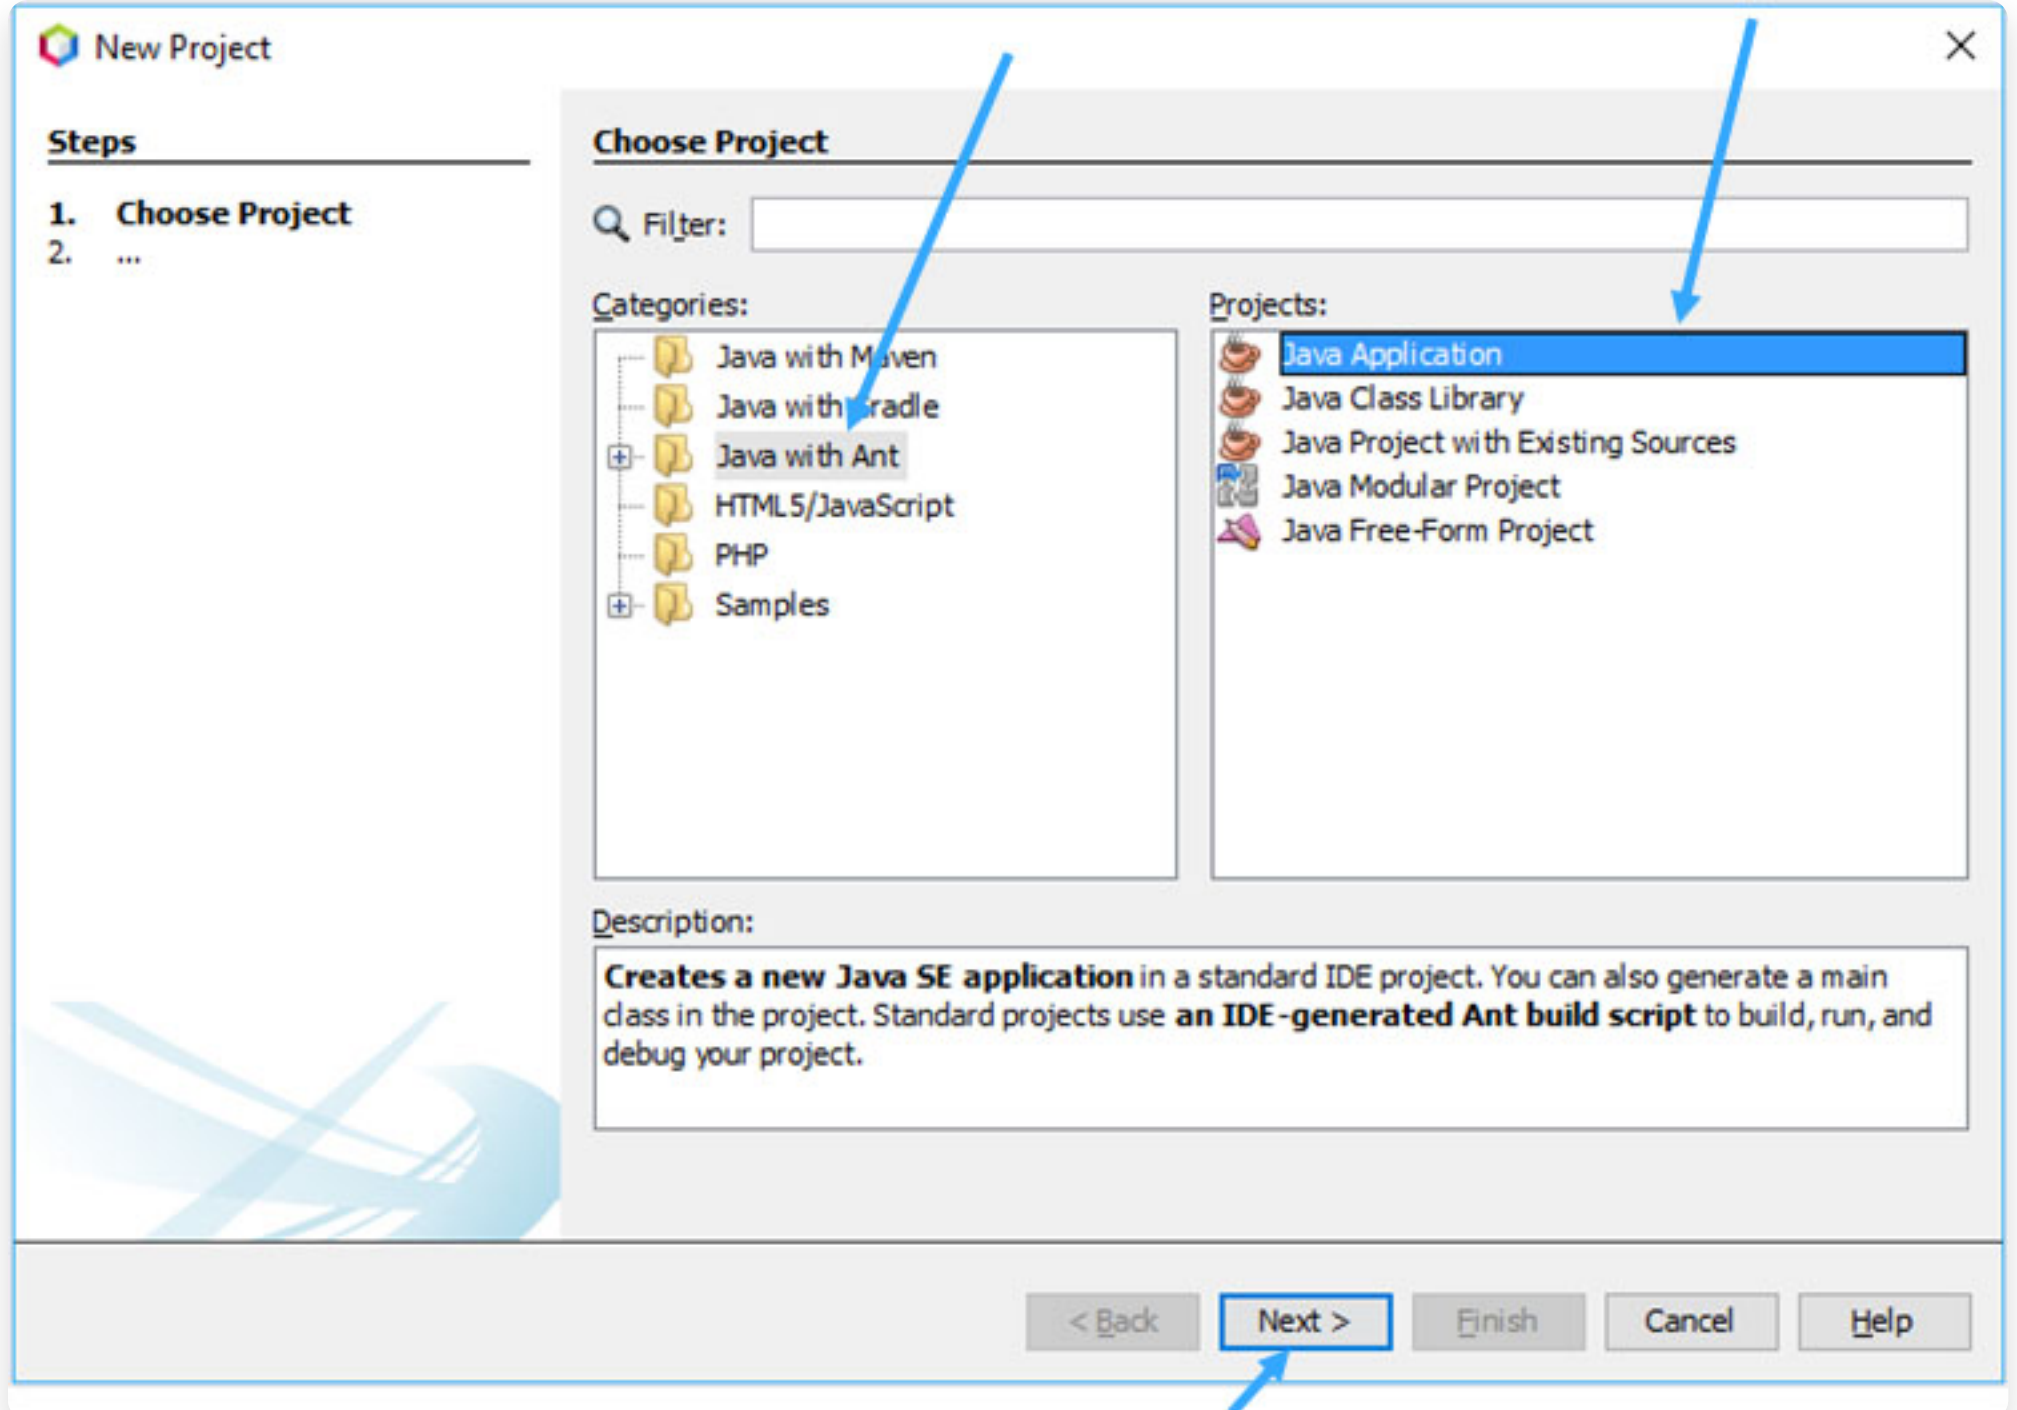 New Project
Steps
1. Choose Project
2. ...
Choose Project
Filter:
Categories:
Java with Maven
Java with Gradle
Java with Ant
HTML5/JavaScript
PHP
Samples
Projects:
Java Application
Java Class Library
Java Project with Existing Sources
Java Modular Project
Java Free-Form Project
Description:
Creates a new Java SE application in a standard IDE project. You can also generate a main
class in the project. Standard projects use an IDE-generated Ant build script to build, run, and
debug your project.
< Back
Next >
Finish
Cancel
Help